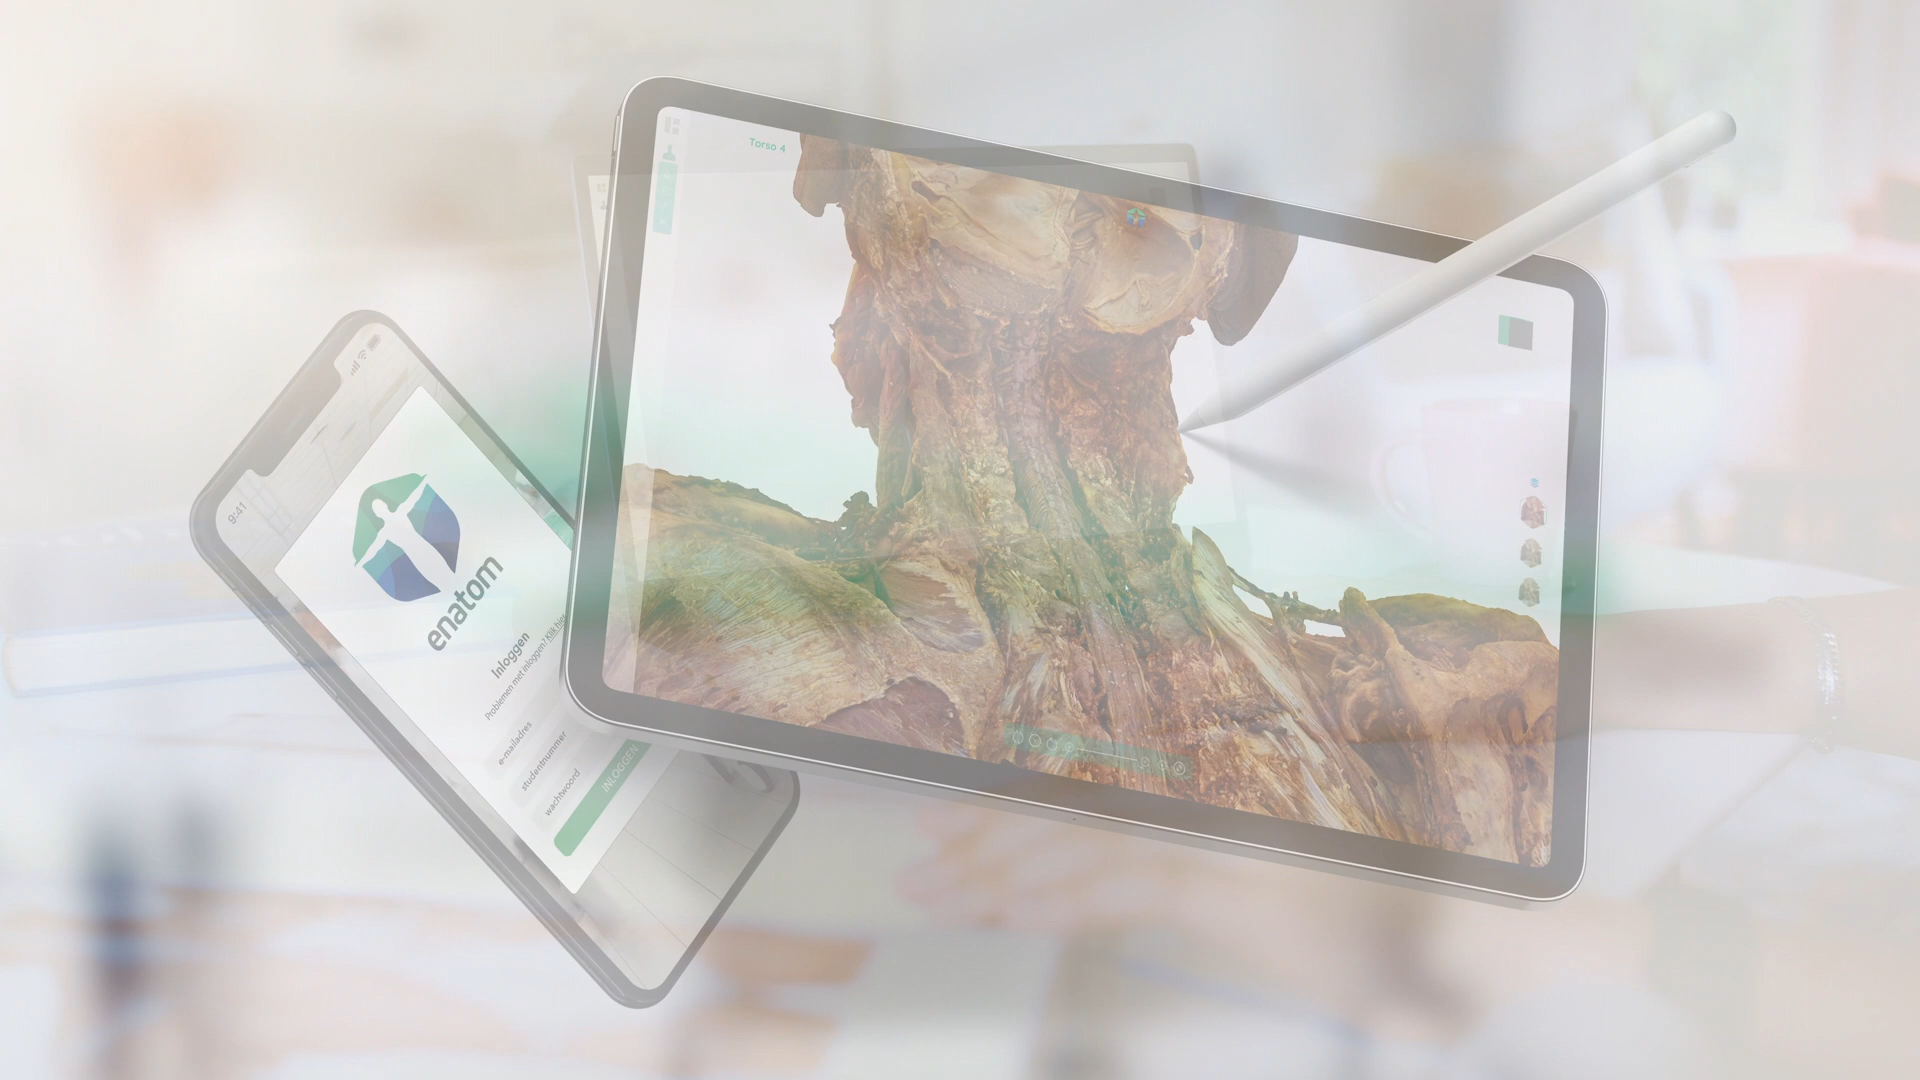 Torso 4
9:41
enatom
Inloggen
Problemen met inloggen? Klik hier
e-mailadres
studentnummer
wachtwoord
INLOGGEN